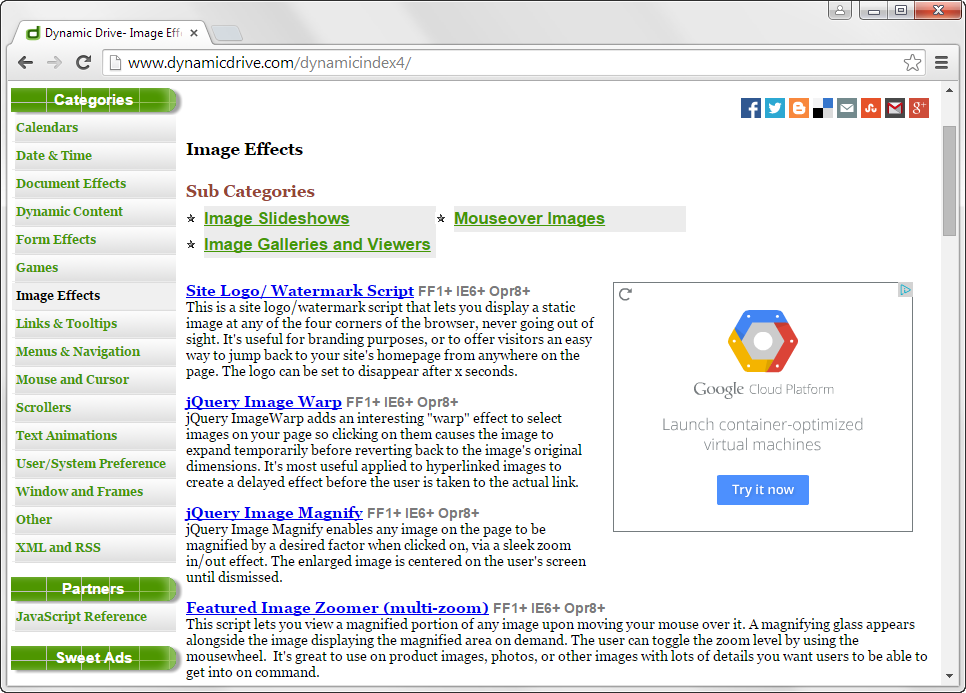 Dynamic Drive- Image Eff
www.dynamicdrive.com/dynamicindex4/
Categories
Calendars
Date & Time
Document Effects
Dynamic Content
Form Effects
Games
Image Effects
Links & Tooltips
Menus & Navigation
Mouse and Cursor
Scrollers
Text Animations
User/System Preference
Window and Frames
Other
XML and RSS
Partners
JavaScript Reference
Sweet Ads
Image Effects
Sub Categories
Image Slideshows
Mouseover Images
Image Galleries and Viewers
Site Logo/ Watermark Script FF1+ IE6+ Opr8+
This is a site logo/watermark script that lets you display a static
image at any of the four corners of the browser, never going out of
sight. It's useful for branding purposes, or to offer visitors an easy
way to jump back to your site's homepage from anywhere on the
page. The logo can be set to disappear after x seconds.
jQuery Image Warp FF1+ IE6+ Opr8+
jQuery ImageWarp adds an interesting "warp" effect to select
images on your page so clicking on them causes the image to
expand temporarily before reverting back to the image's original
dimensions. It's most useful applied to hyperlinked images to
create a delayed effect before the user is taken to the actual link.
jQuery Image Magnify FF1+ IE6+ Opr8+
jQuery Image Magnify enables any image on the page to be
magnified by a desired factor when clicked on, via a sleek zoom
in/out effect. The enlarged image is centered on the user's screen
until dismissed.
Featured Image Zoomer (multi-zoom) FF1+ IE6+ Opr8+
This script lets you view a magnified portion of any image upon moving your mouse over it. A magnifying glass appears
alongside the image displaying the magnified area on demand. The user can toggle the zoom level by using the
mousewheel. It's great to use on product images, photos, or other images with lots of details you want users to be able to
get into on command.
Google Cloud Platform
Launch container-optimized
virtual machines
Try it now